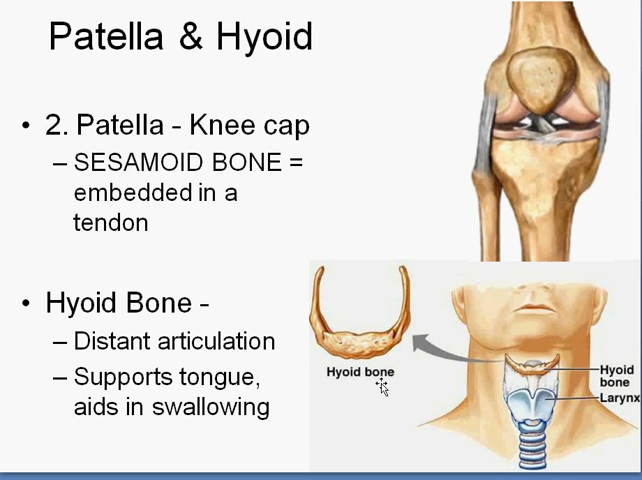 Patella & Hyoid
• 2. Patella - Knee cap
– SESAMOID BONE =
embedded in a
tendon
• Hyoid Bone -
– Distant articulation
– Supports tongue,
aids in swallowing
Hyoid bone
Hyoid
bone
Larynx